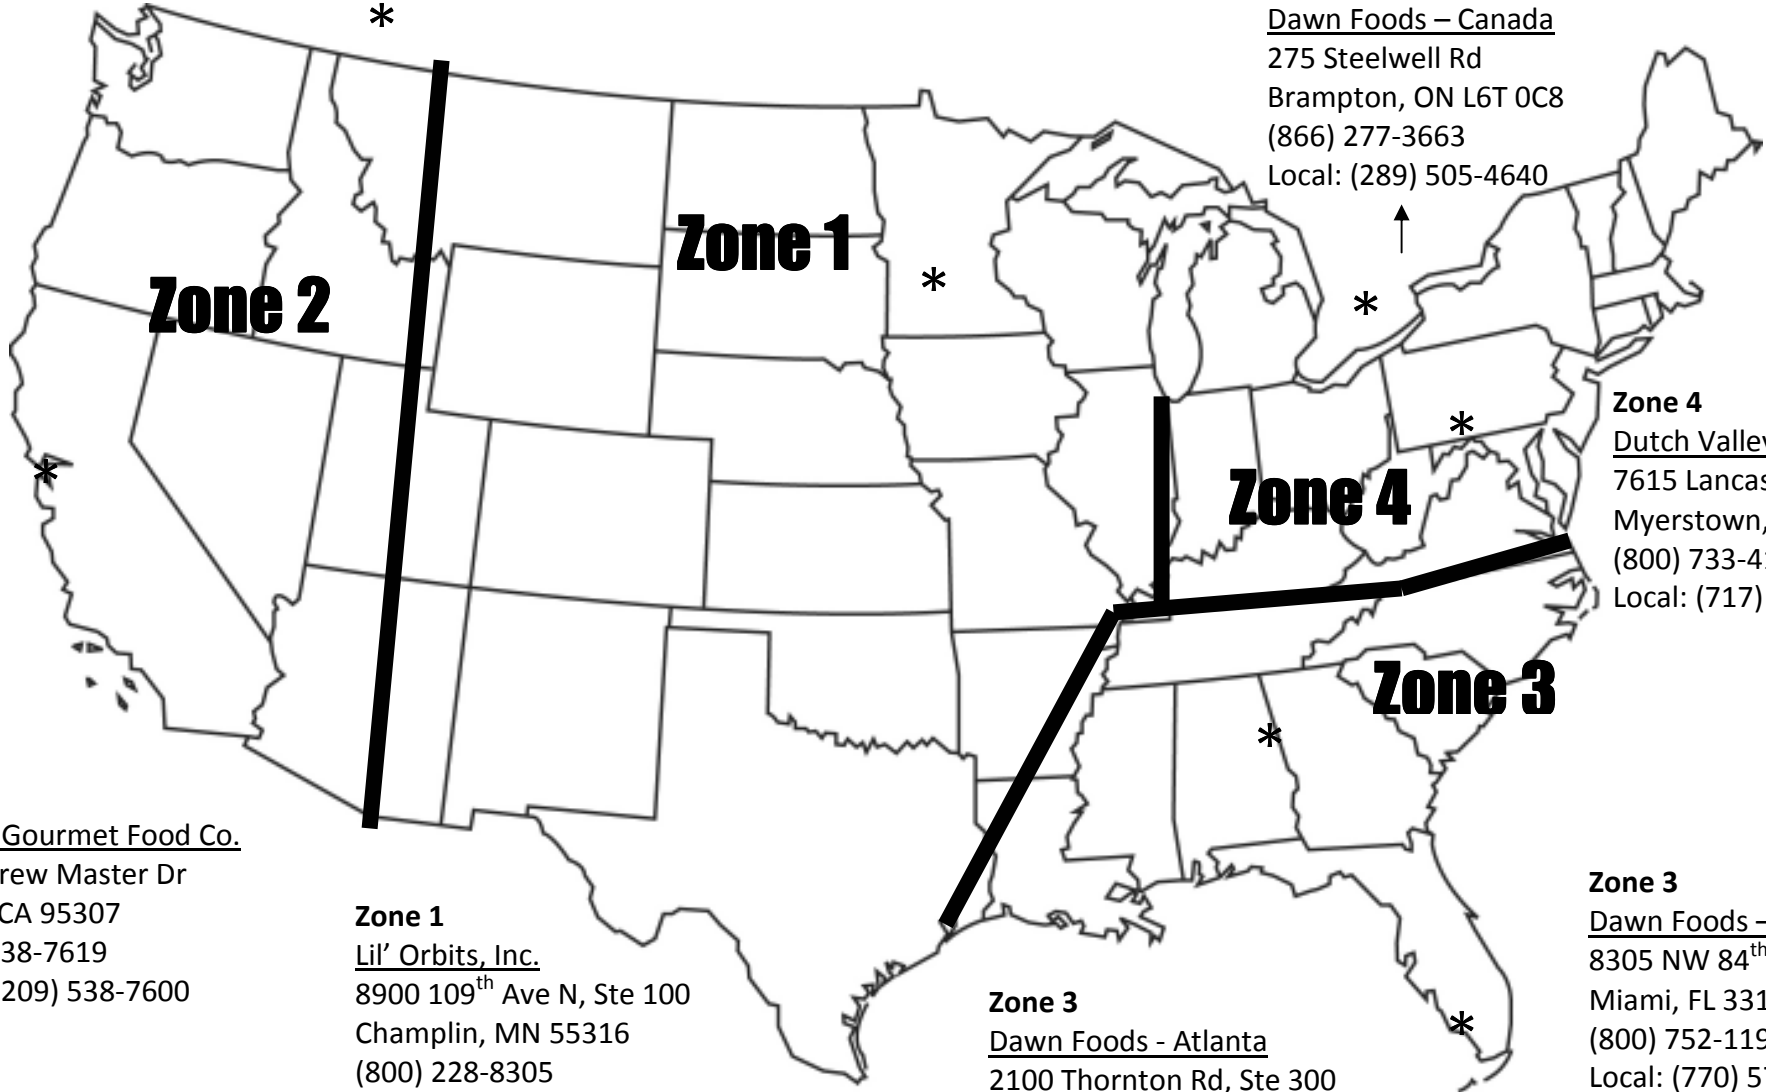 *
Dawn Foods – Canada
275 Steelwell Rd
Brampton, ON L6T 0C8
(866) 277-3663
Local: (289) 505-4640
Zone 1
*
*
Zone 2
Zone 4
Dutch Valley
7615 Lancas
Myerstown,
(800) 733-41
Local: (717)
*
*
Zone 4
Zone 3
*
Gourmet Food Co.
rew Master Dr
CA 95307
38-7619
209) 538-7600
Zone 1
Lil’ Orbits, Inc.
8900 109th Ave N, Ste 100
Champlin, MN 55316
(800) 228-8305
Zone 3
Dawn Foods - Atlanta
2100 Thornton Rd, Ste 300
*
Zone 3
Dawn Foods –
8305 NW 84th
Miami, FL 331
(800) 752-119
Local: (770) 57